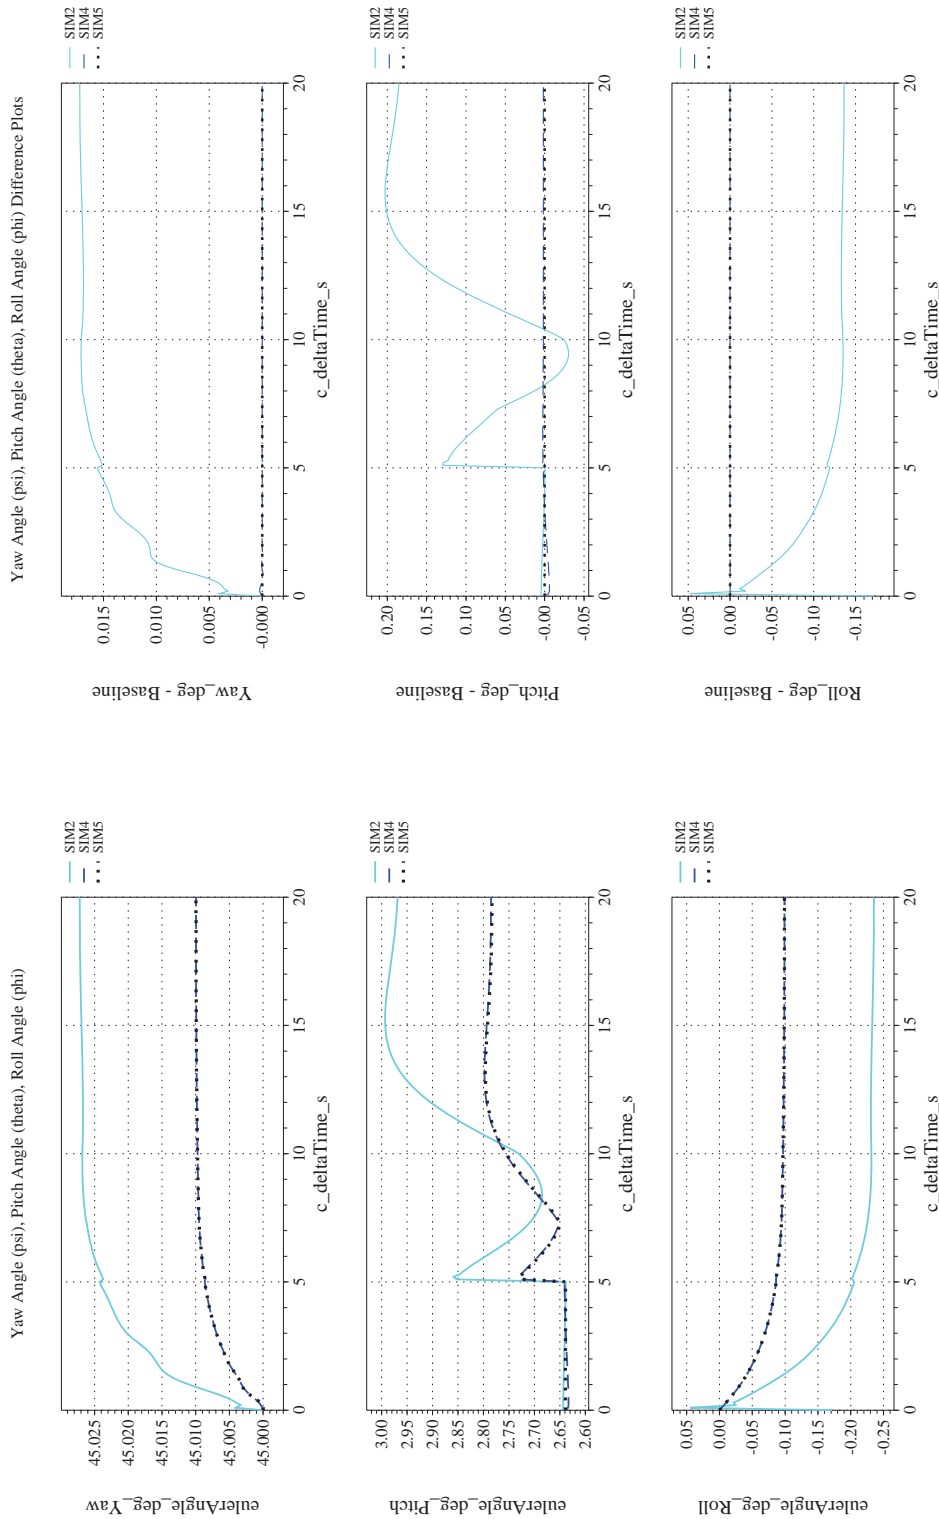 Yaw Angle (psi), Pitch Angle (theta), Roll Angle (phi)
eulerAngle_deg_Yaw
45.025
45.020
45.015
45.010
45.005
45.000
0
5
10
15
20
c_deltaTime_s
SIM2
SIM4
SIM5
eulerAngle_deg_Pitch
3.00
2.95
2.90
2.85
2.80
2.75
2.70
2.65
2.60
0
5
10
15
20
c_deltaTime_s
SIM2
SIM4
SIM5
eulerAngle_deg_Roll
0.05
0.00
-0.05
-0.10
-0.15
-0.20
-0.25
0
5
10
15
20
c_deltaTime_s
SIM2
SIM4
SIM5
Yaw Angle (psi), Pitch Angle (theta), Roll Angle (phi) Difference Plots
Yaw_deg - Baseline
0.015
0.010
0.005
-0.000
0
5
10
15
20
c_deltaTime_s
SIM2
SIM4
SIM5
Pitch_deg - Baseline
0.20
0.15
0.10
0.05
-0.00
-0.05
0
5
10
15
20
c_deltaTime_s
SIM2
SIM4
SIM5
Roll_deg - Baseline
0.05
0.00
-0.05
-0.10
-0.15
0
5
10
15
20
c_deltaTime_s
SIM2
SIM4
SIM5